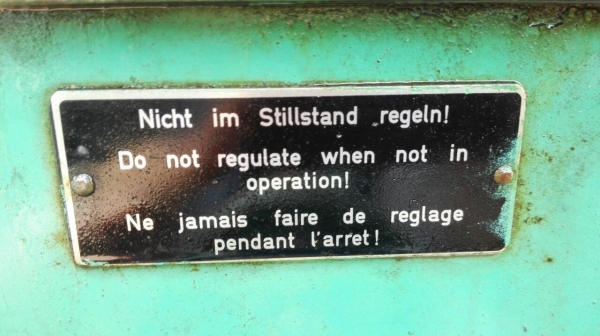 Nicht im Stillstand regeln!
Do not regulate when not in
operation!
Ne jamais faire de reglage
pendant l'arret!